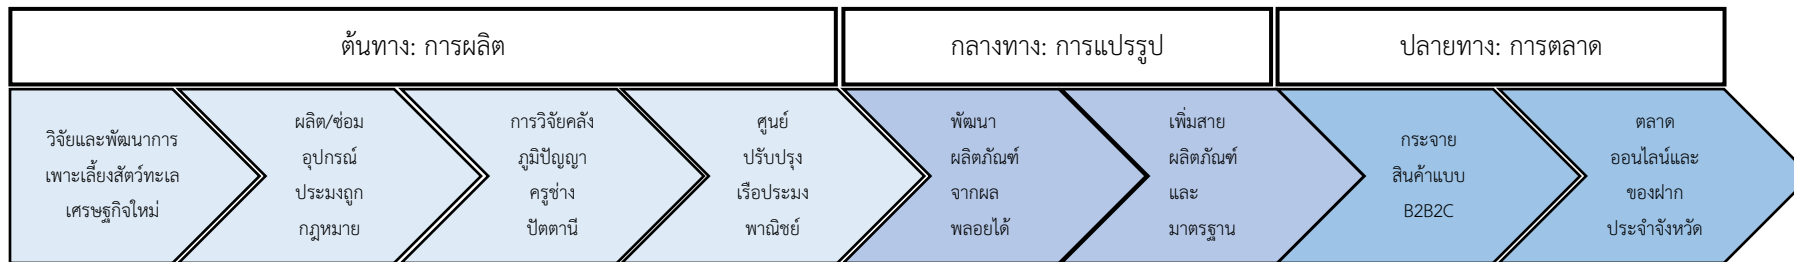 ต้นทาง: การผลิต
กลางทาง: การแปรรูป
ปลายทาง: การตลาด
วิจัยและพัฒนาการ
เพาะเลี้ยงสัตว์ทะเล
เศรษฐกิจใหม่
ผลิต/ซ่อม
อุปกรณ์
ประมงถูก
กฎหมาย
การวิจัยคลัง
ภูมิปัญญา
ครูช่าง
ปัตตานี
ศูนย์
ปรับปรุง
เรือประมง
พาณิชย์
พัฒนา
ผลิตภัณฑ์
จากผล
พลอยได้
เพิ่มสาย
ผลิตภัณฑ์
และ
มาตรฐาน
กระจาย
สินค้าแบบ
B2B2C
ตลาด
ออนไลน์และ
ของฝาก
ประจำจังหวัด